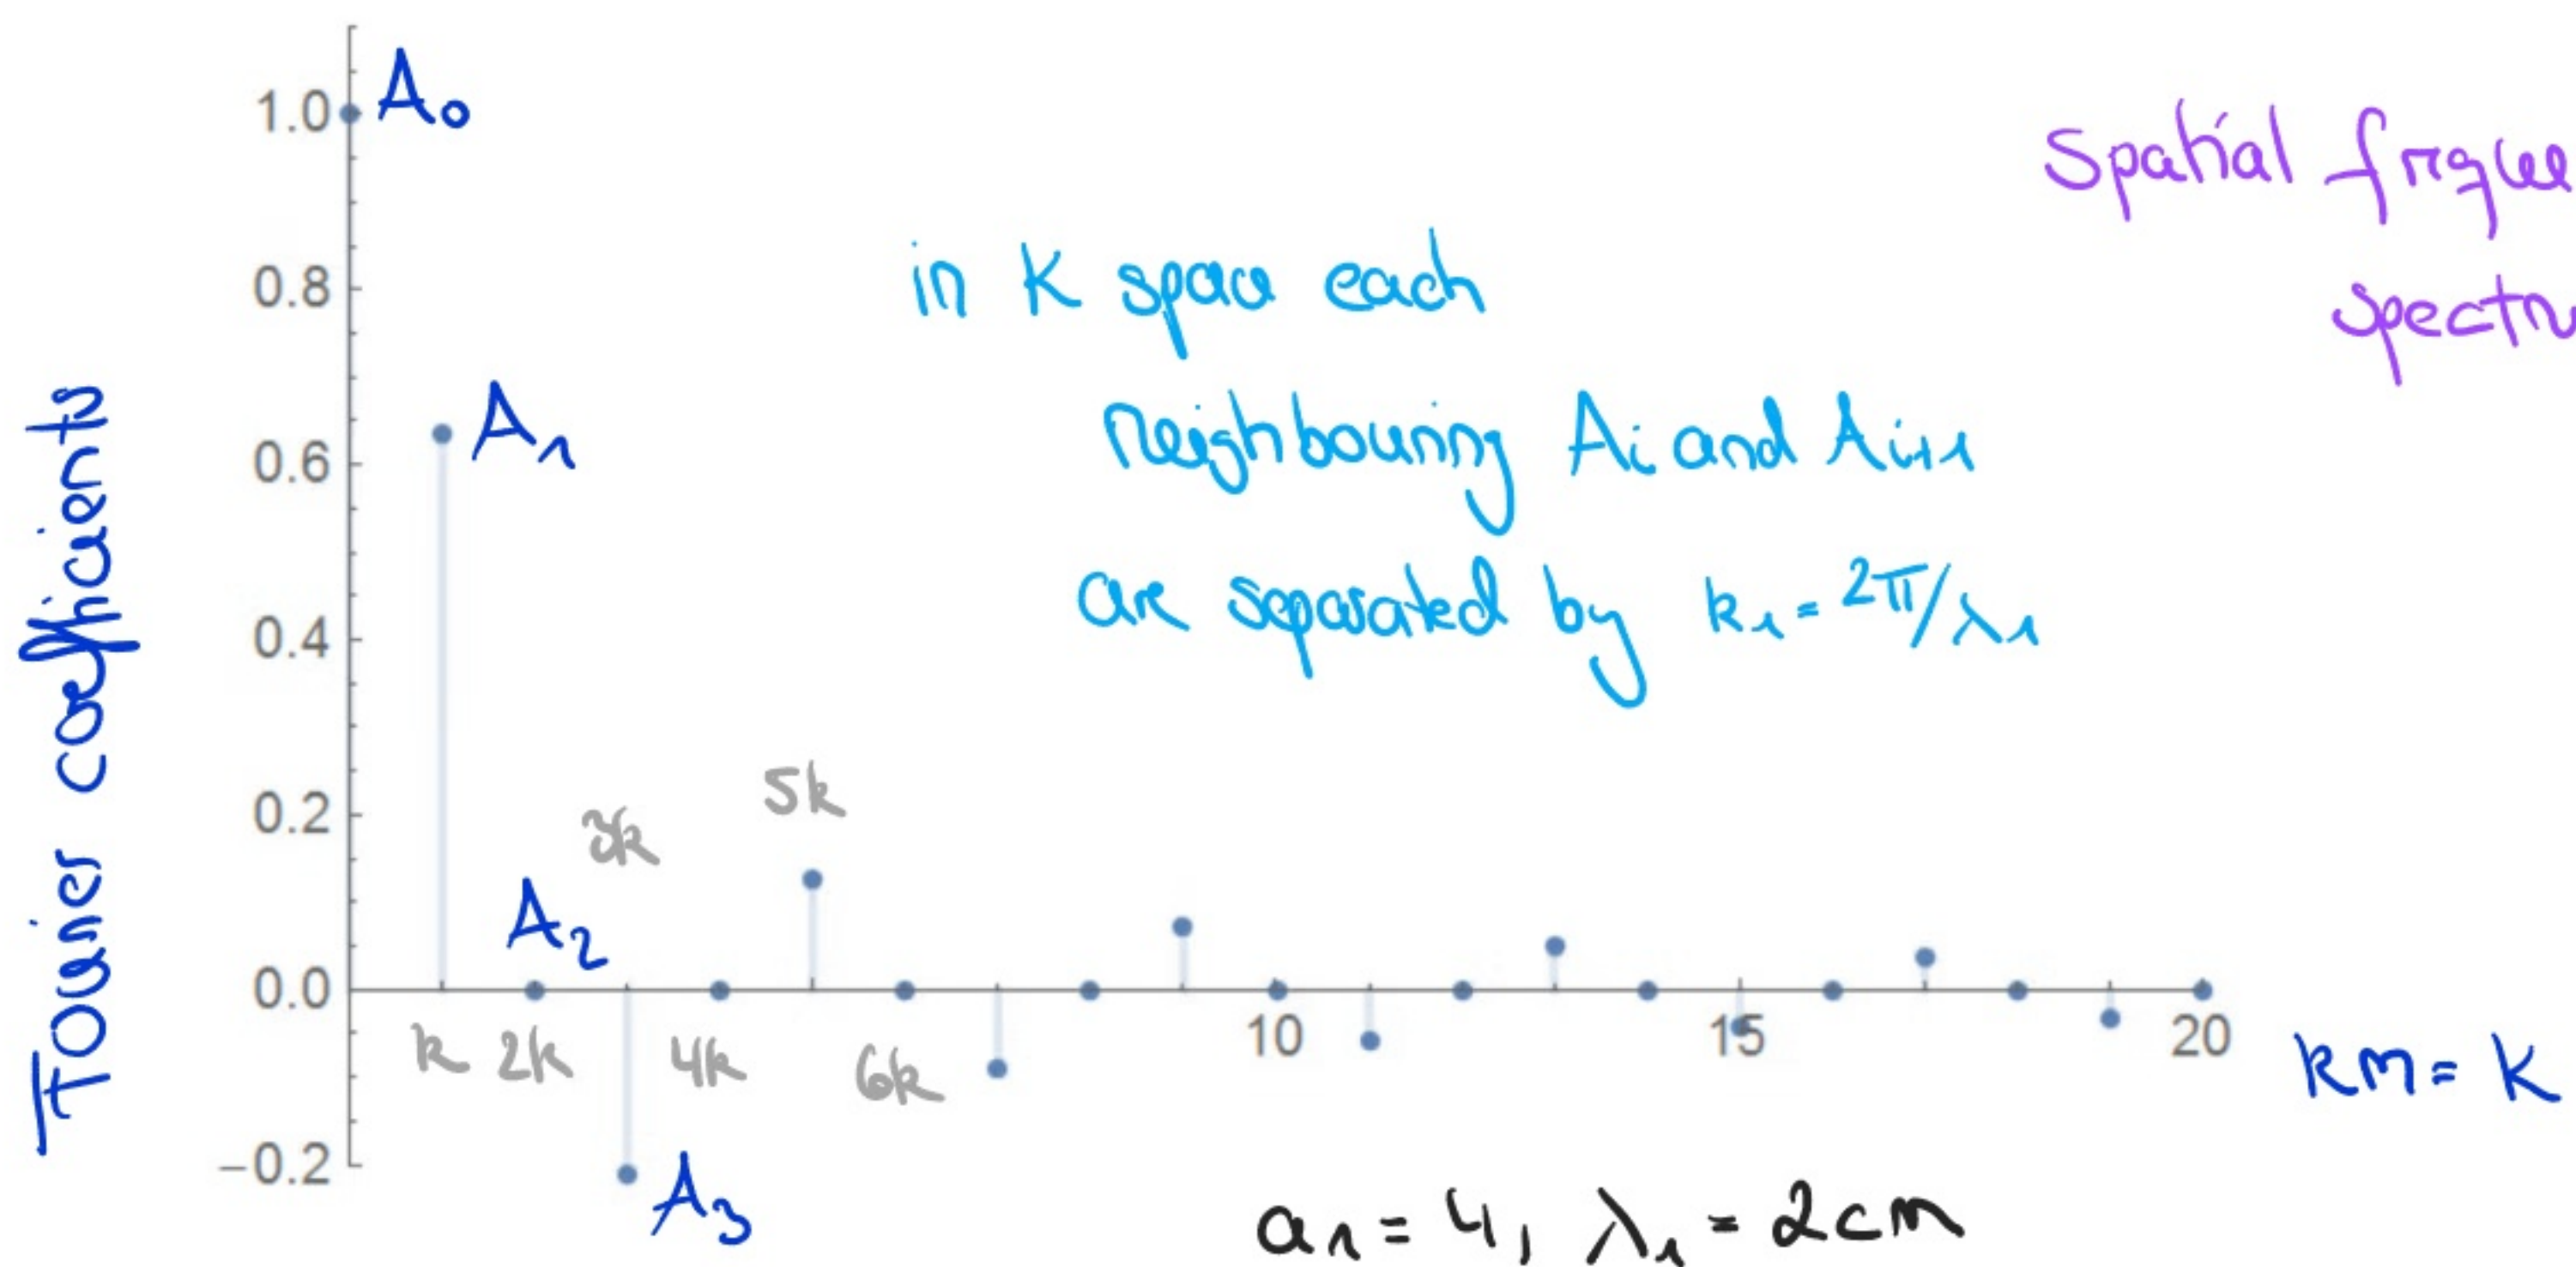 A₀
1.0
Spatial freque
0.8
in K space each
spectru
A₁
neighbouring Aᵢ and Aᵢ₊₁
0.6
0.4
are separated by k₁ = 2π/λ₁
Fourier coefficients
5k
0.2
3k
A₂
0.0
k 2k 4k 6k 10 15 20
km = k
-0.2
A₃
a₁ = 4, λ₁ = 2cm